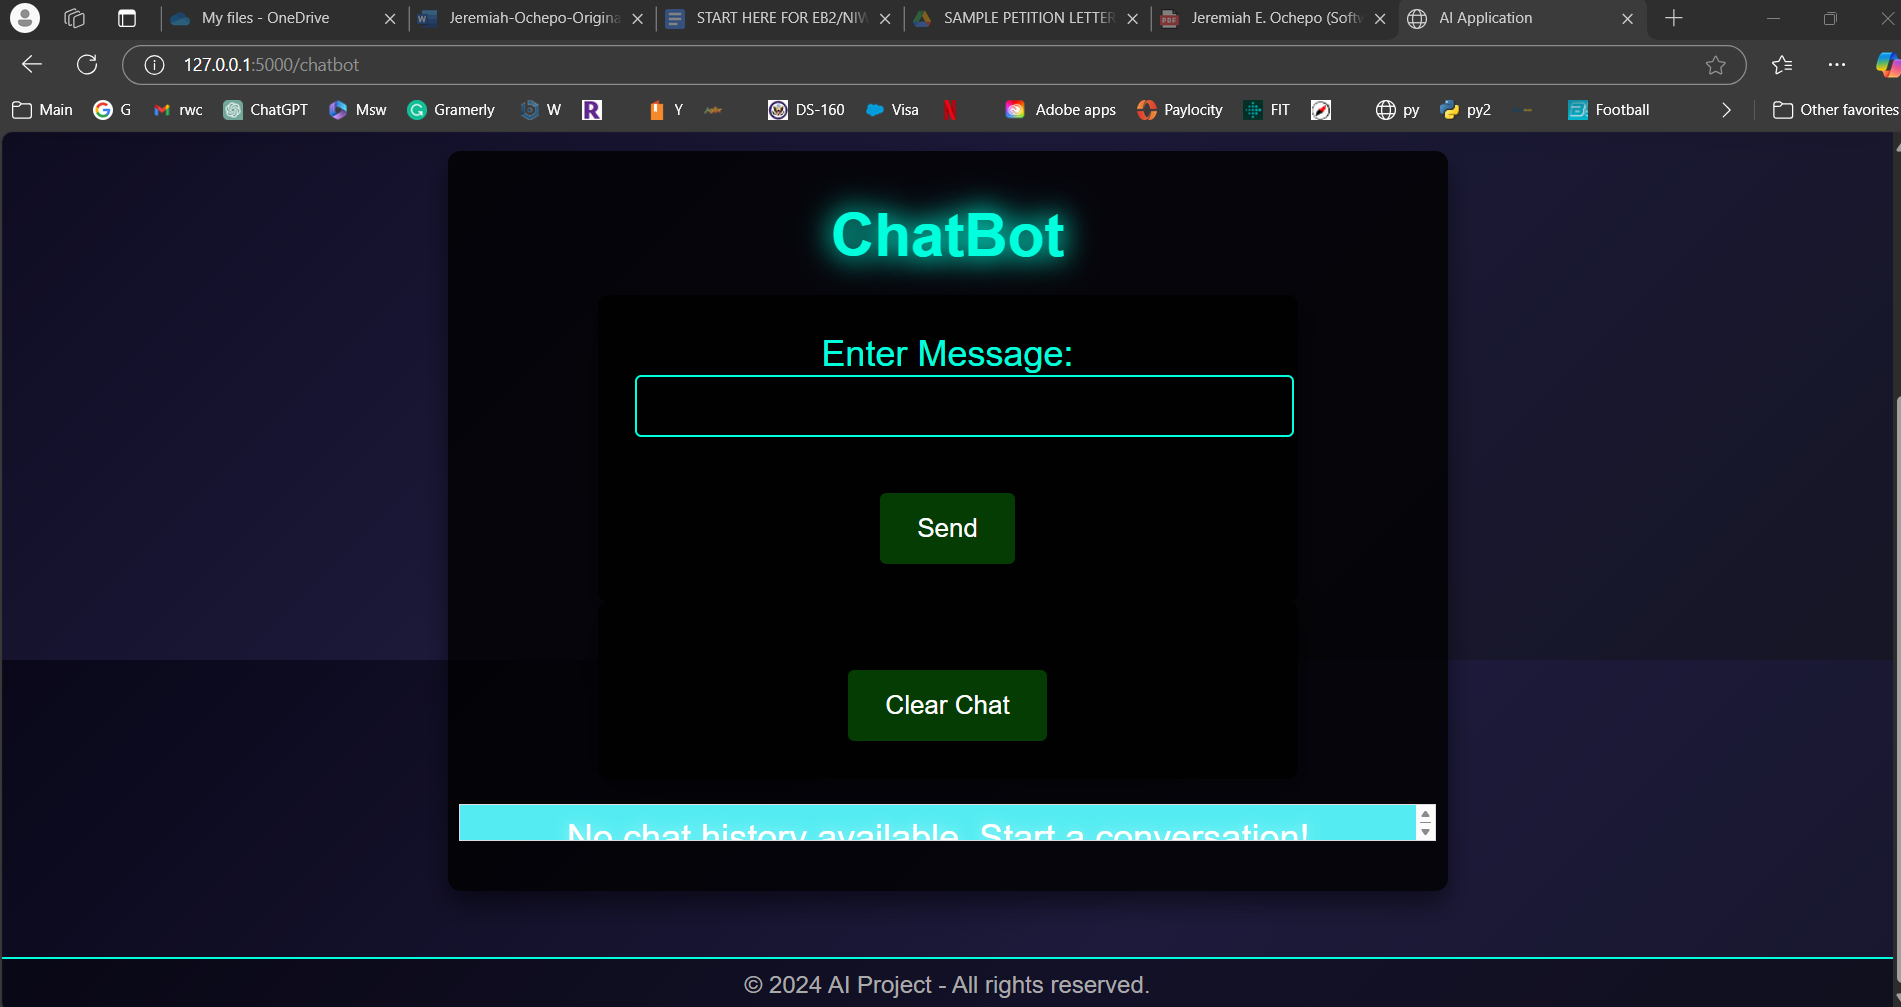 My files - OneDrive
Jeremiah-Ochepo-Origina
START HERE FOR EB2/NIW
SAMPLE PETITION LETTER
Jeremiah E. Ochepo (Softw
AI Application
127.0.0.1:5000/chatbot
Main
G
rwc
ChatGPT
Msw
Gramerly
W
R
Y
DS-160
Visa
Adobe apps
Paylocity
FIT
py
py2
Football
Other favorites
ChatBot
Enter Message:
Send
Clear Chat
No chat history available. Start a conversation!
© 2024 AI Project - All rights reserved.